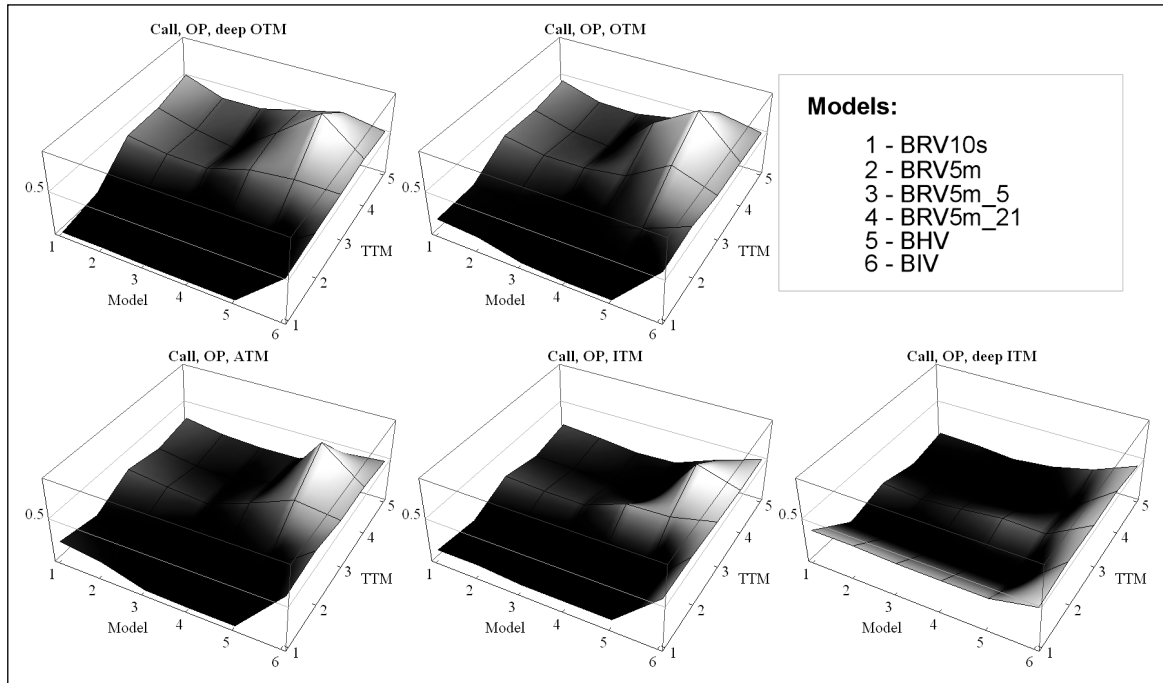 Call, OP, deep OTM
0.5
1
2
3
4
5
6
Model
1
2
3
4
5
TTM
Call, OP, OTM
0.5
1
2
3
4
5
6
Model
1
2
3
4
5
TTM
Models:
1 - BRV10s
2 - BRV5m
3 - BRV5m_5
4 - BRV5m_21
5 - BHV
6 - BIV
Call, OP, ATM
0.5
1
2
3
4
5
6
Model
1
2
3
4
5
TTM
Call, OP, ITM
0.5
1
2
3
4
5
6
Model
1
2
3
4
5
TTM
Call, OP, deep ITM
0.5
1
2
3
4
5
6
Model
1
2
3
4
5
TTM